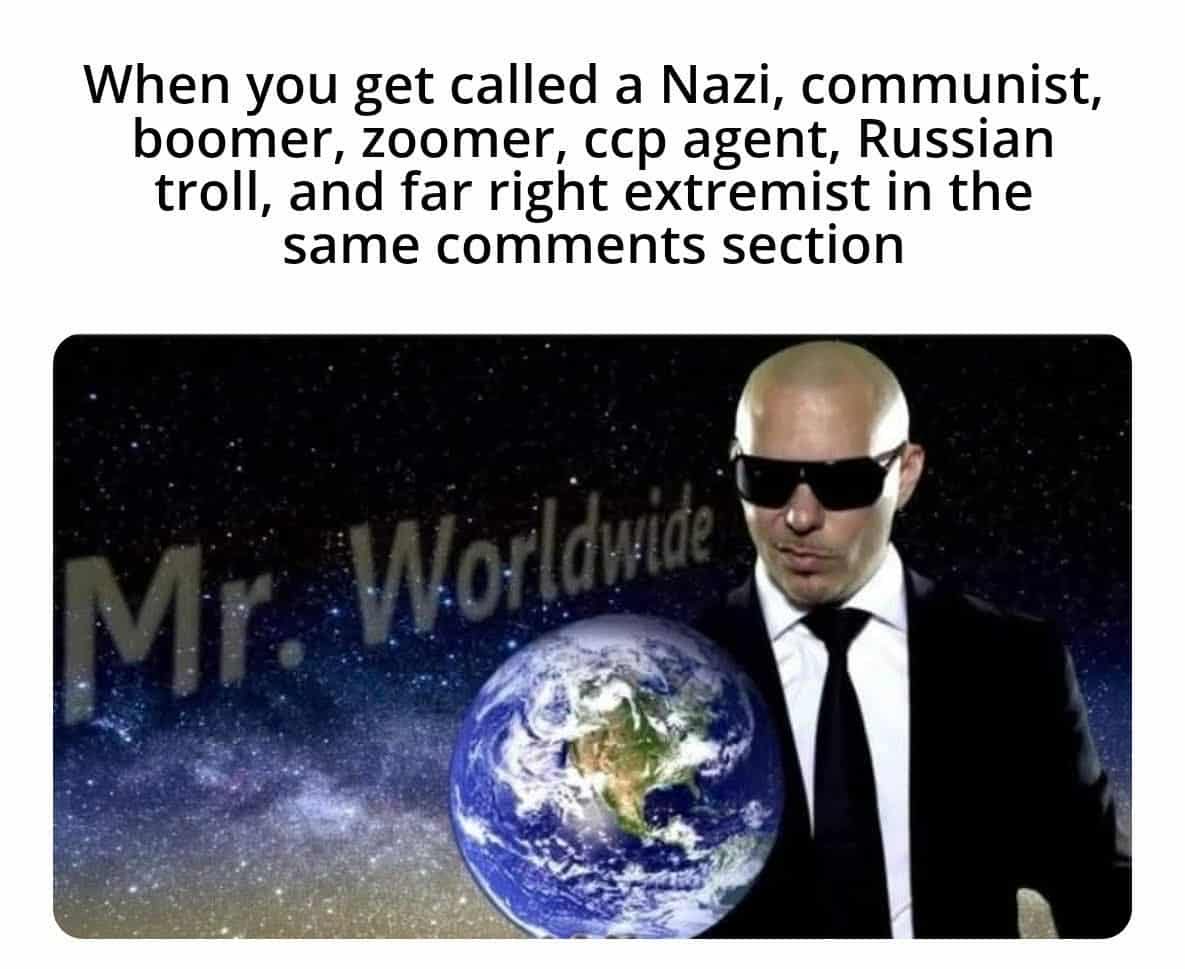 When you get called a Nazi, communist,
boomer, zoomer, ccp agent, Russian
troll, and far right extremist in the
same comments section
Mr. Worldwide